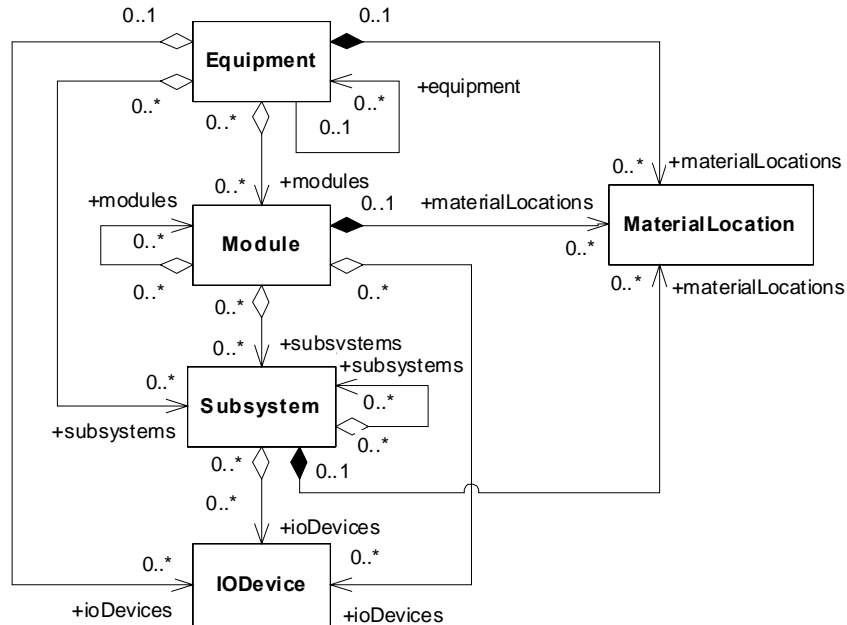 0..1
0..1
Equipment
0..*
0..*
0..*
+equipment
0..1
0..*
+modules
0..*
+materialLocations
+modules
0..1
+materialLocations
MaterialLocation
0..*
Module
0..*
0..*
0..*
0..*
0..*
+materialLocations
0..*
+subsystems
+subsystems
0..*
Subsystem
0..*
+subsystems
0..*
0..*
0..1
0..*
+ioDevices
0..*
0..*
IODevice
+ioDevices
+ioDevices